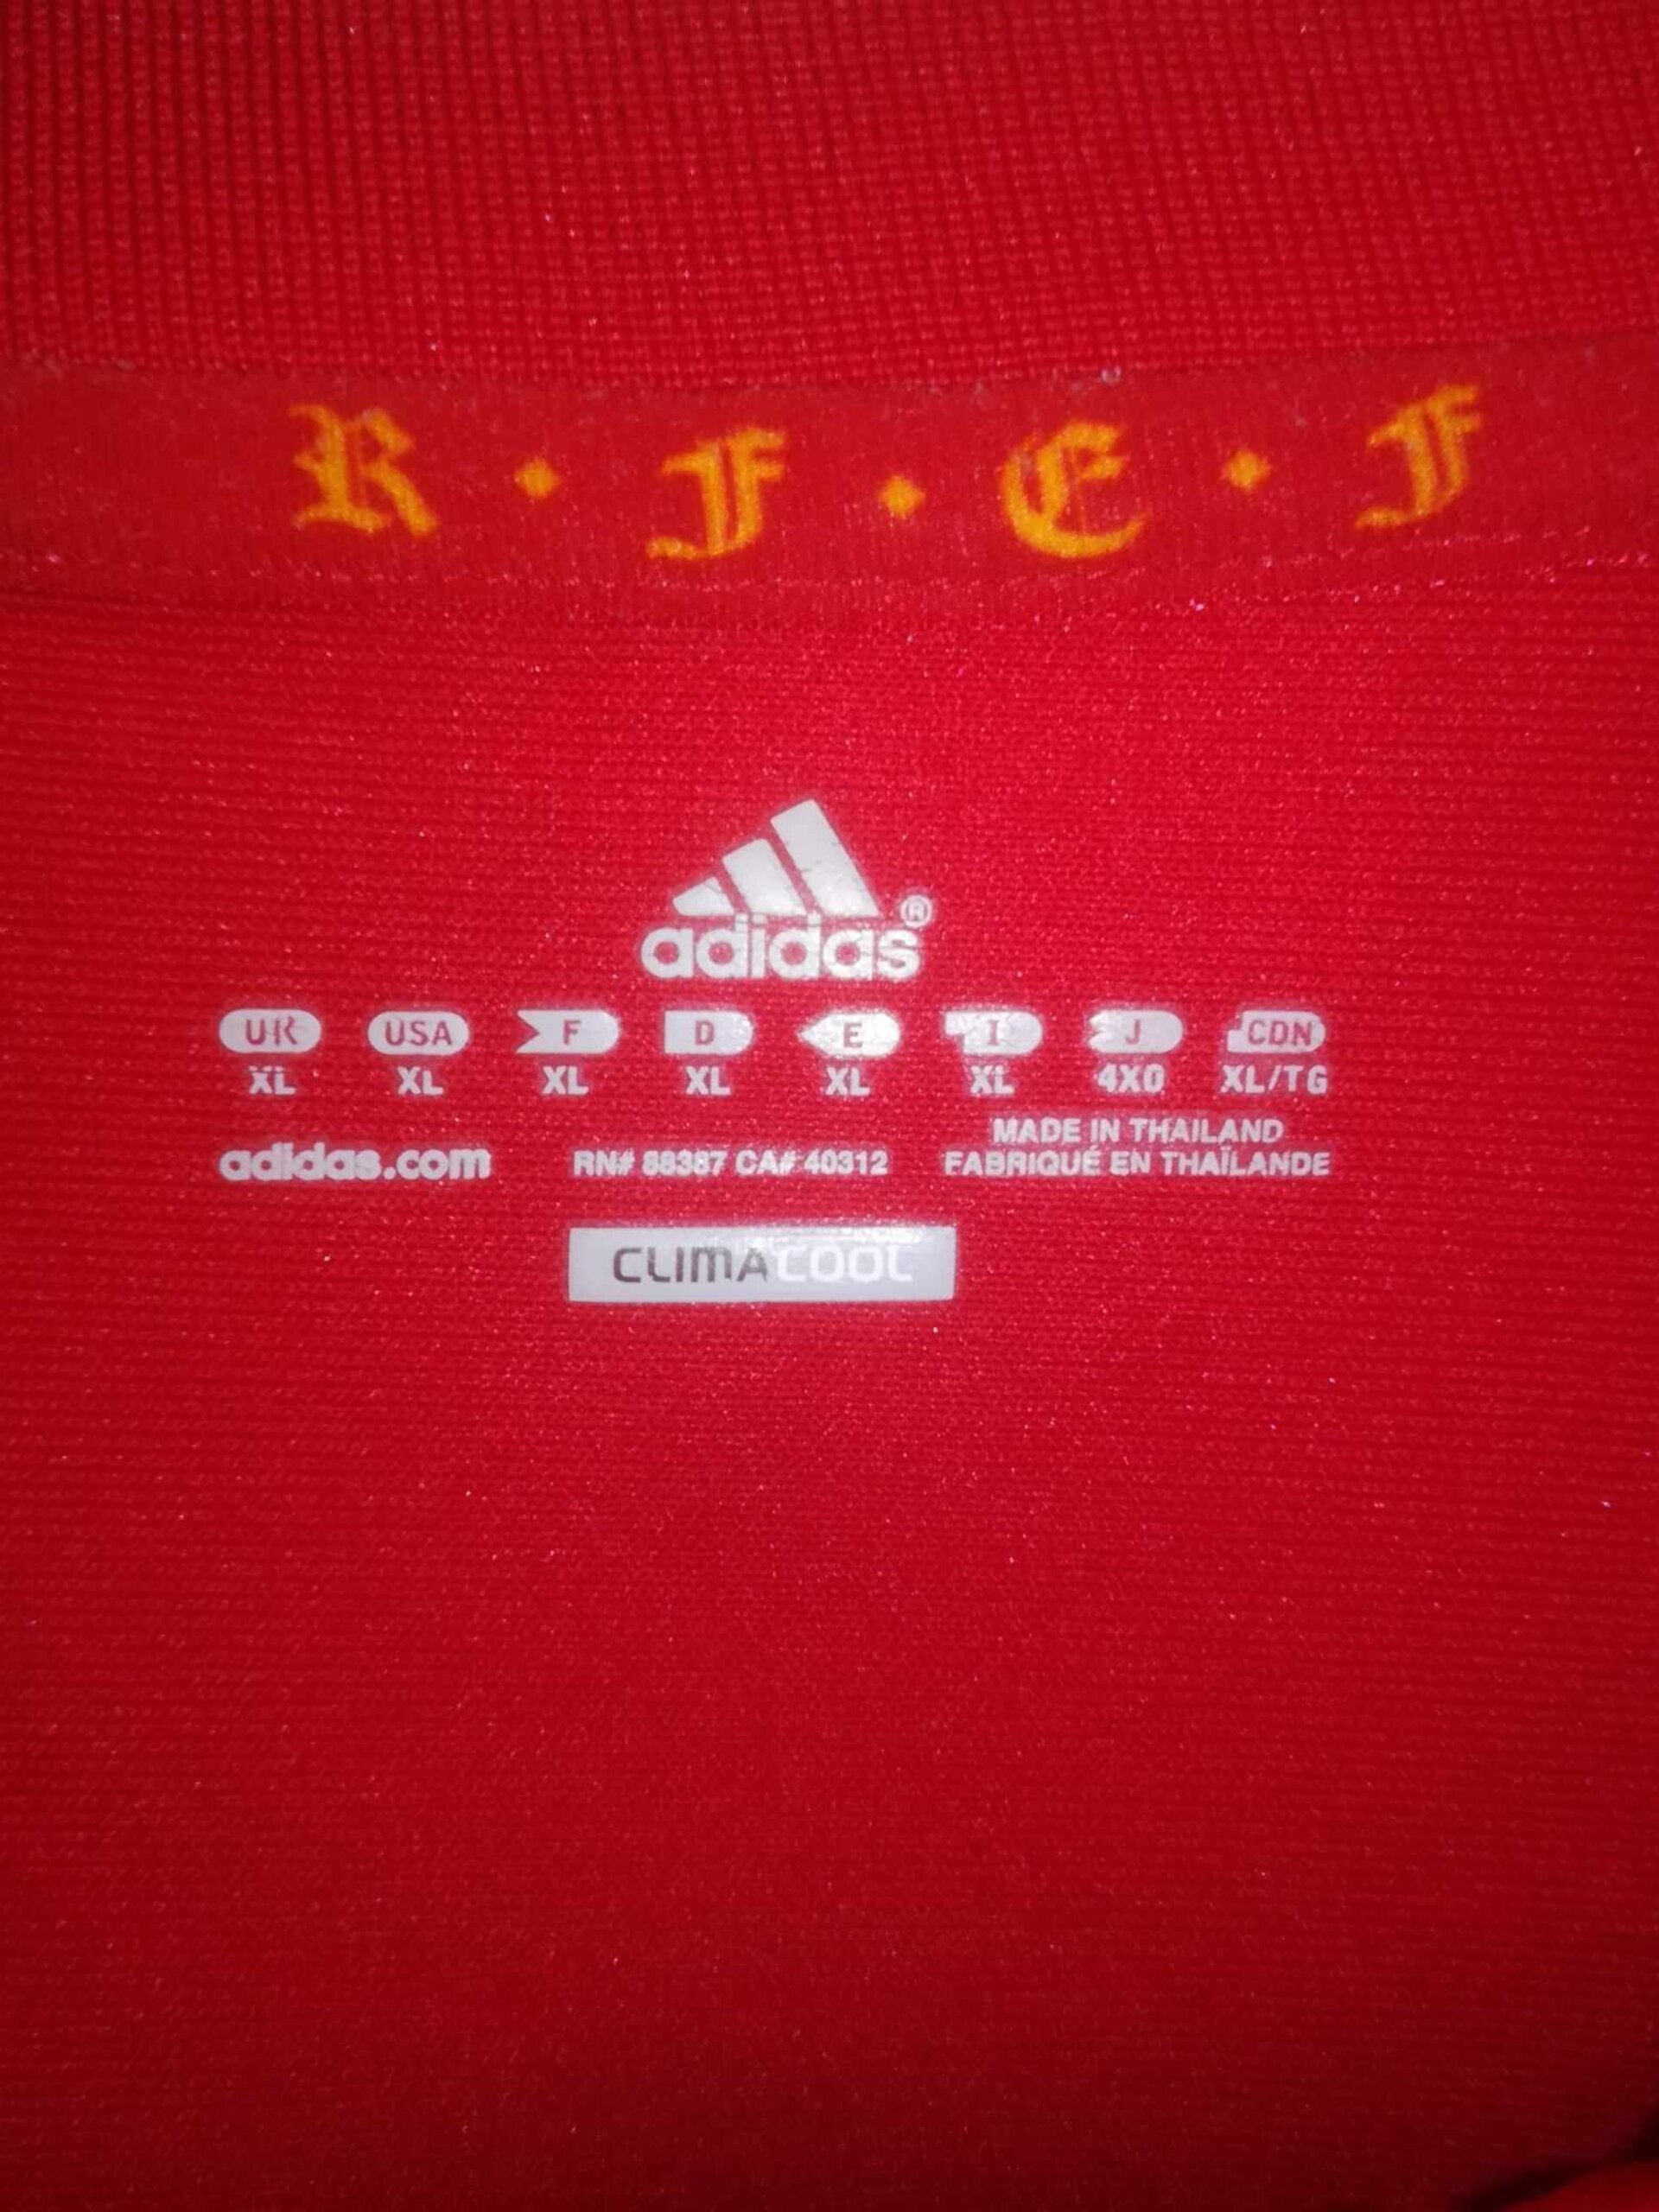 R · F · E · F
adidas®
UK USA F D E I J CDN
XL XL XL XL XL XL 4XO XL/TG
MADE IN THAILAND
adidas.com RN# 88387 CA# 40312 FABRIQUÉ EN THAÏLANDE
CLIMACOOL